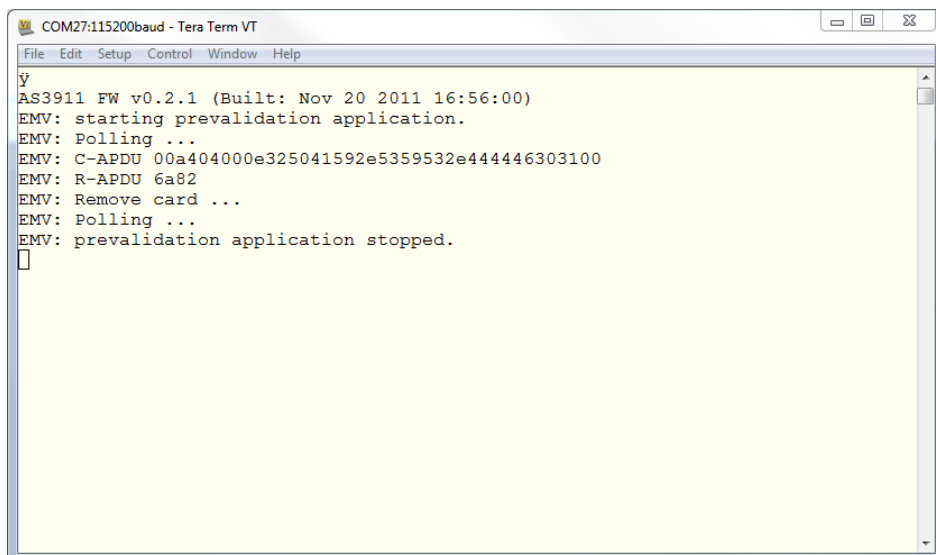 COM27:115200baud - Tera Term VT
File Edit Setup Control Window Help
ÿ
AS3911 FW v0.2.1 (Built: Nov 20 2011 16:56:00)
EMV: starting prevalidation application.
EMV: Polling ...
EMV: C-APDU 00a404000e325041592e5359532e444446303100
EMV: R-APDU 6a82
EMV: Remove card ...
EMV: Polling ...
EMV: prevalidation application stopped.